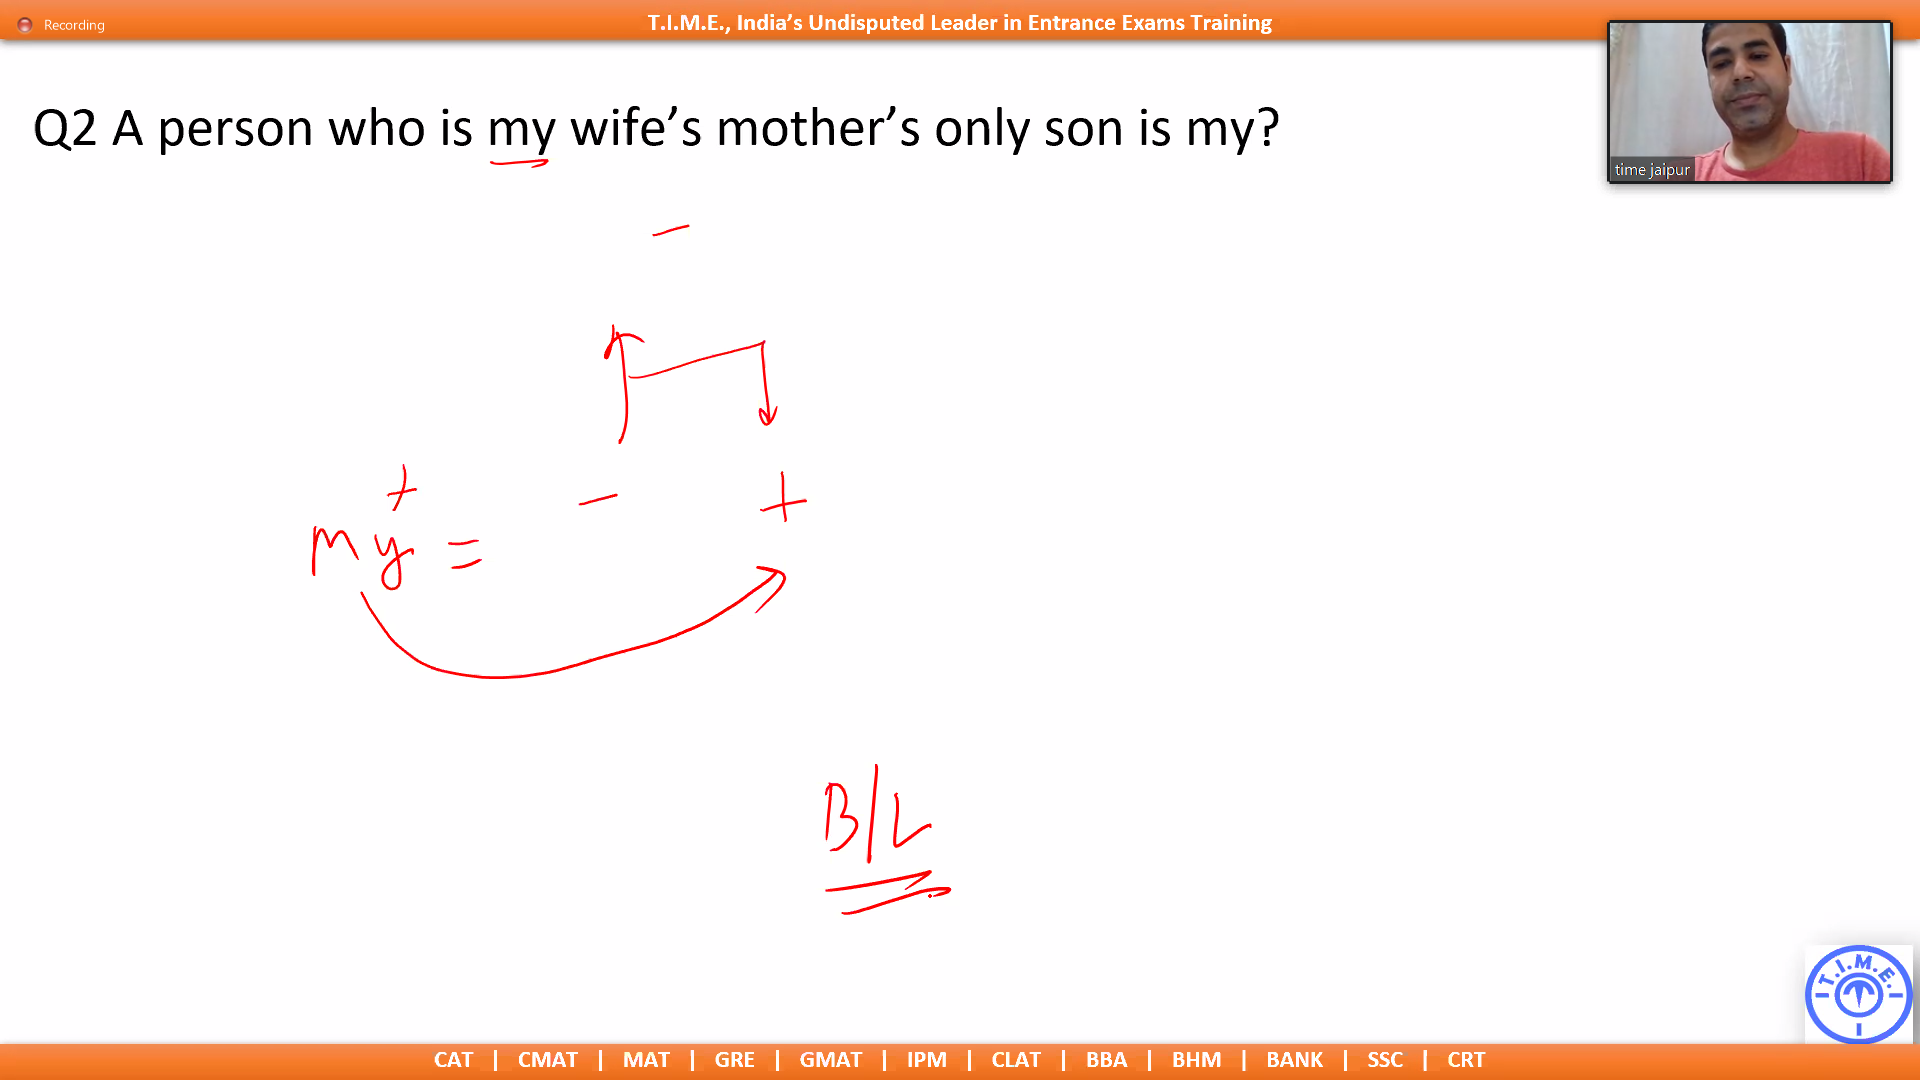 Recording
T.I.M.E., India's Undisputed Leader in Entrance Exams Training
time jaipur
Q2 A person who is my wife's mother's only son is my?
−
− +
+
my =
B/L
T.I.M.E.
CAT | CMAT | MAT | GRE | GMAT | IPM | CLAT | BBA | BHM | BANK | SSC | CRT